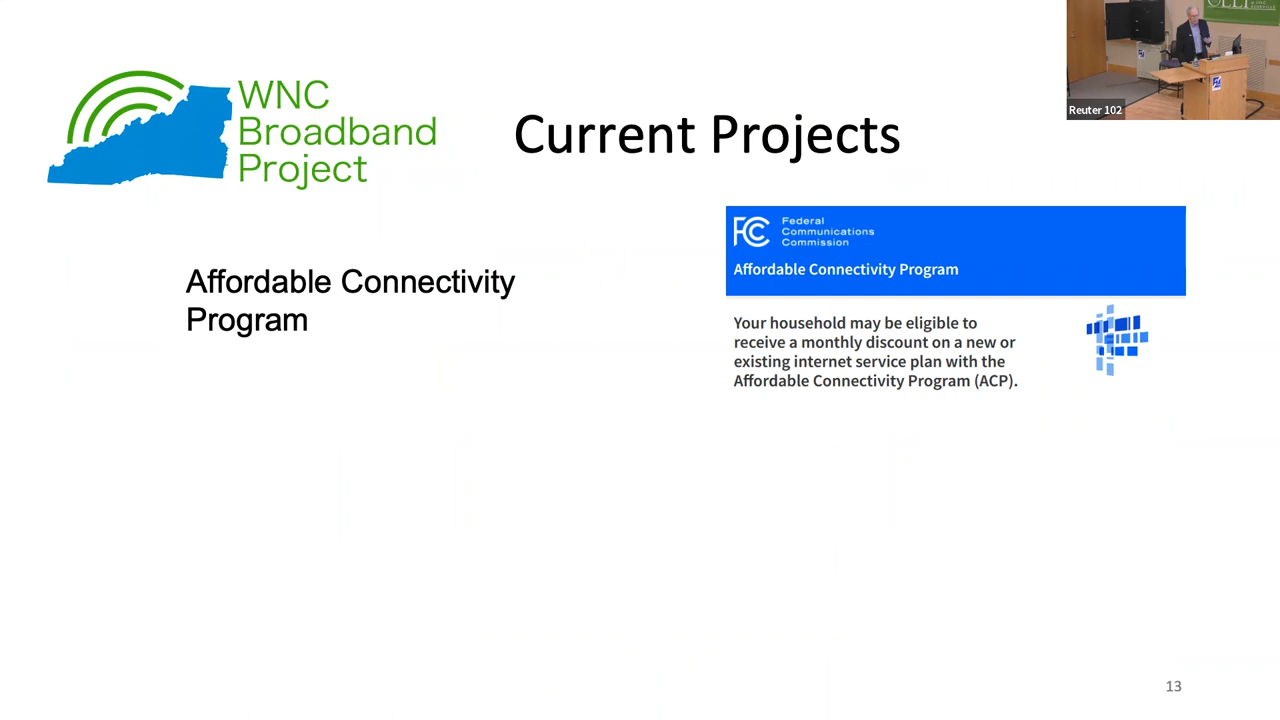 WNC
Broadband
Project
Current Projects
Reuter 102
Affordable Connectivity
Program
FCC
Federal
Communications
Commission
Affordable Connectivity Program
Your household may be eligible to
receive a monthly discount on a new or
existing internet service plan with the
Affordable Connectivity Program (ACP).
13